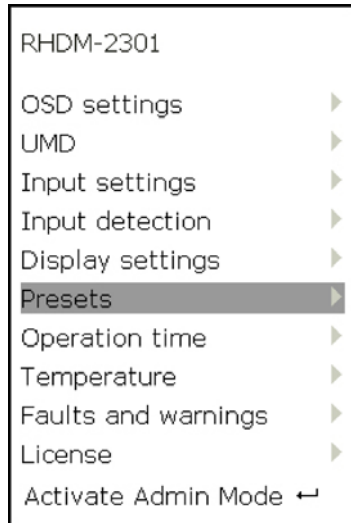 RHDM-2301
OSD settings
UMD
Input settings
Input detection
Display settings
Presets
Operation time
Temperature
Faults and warnings
License
Activate Admin Mode ↵